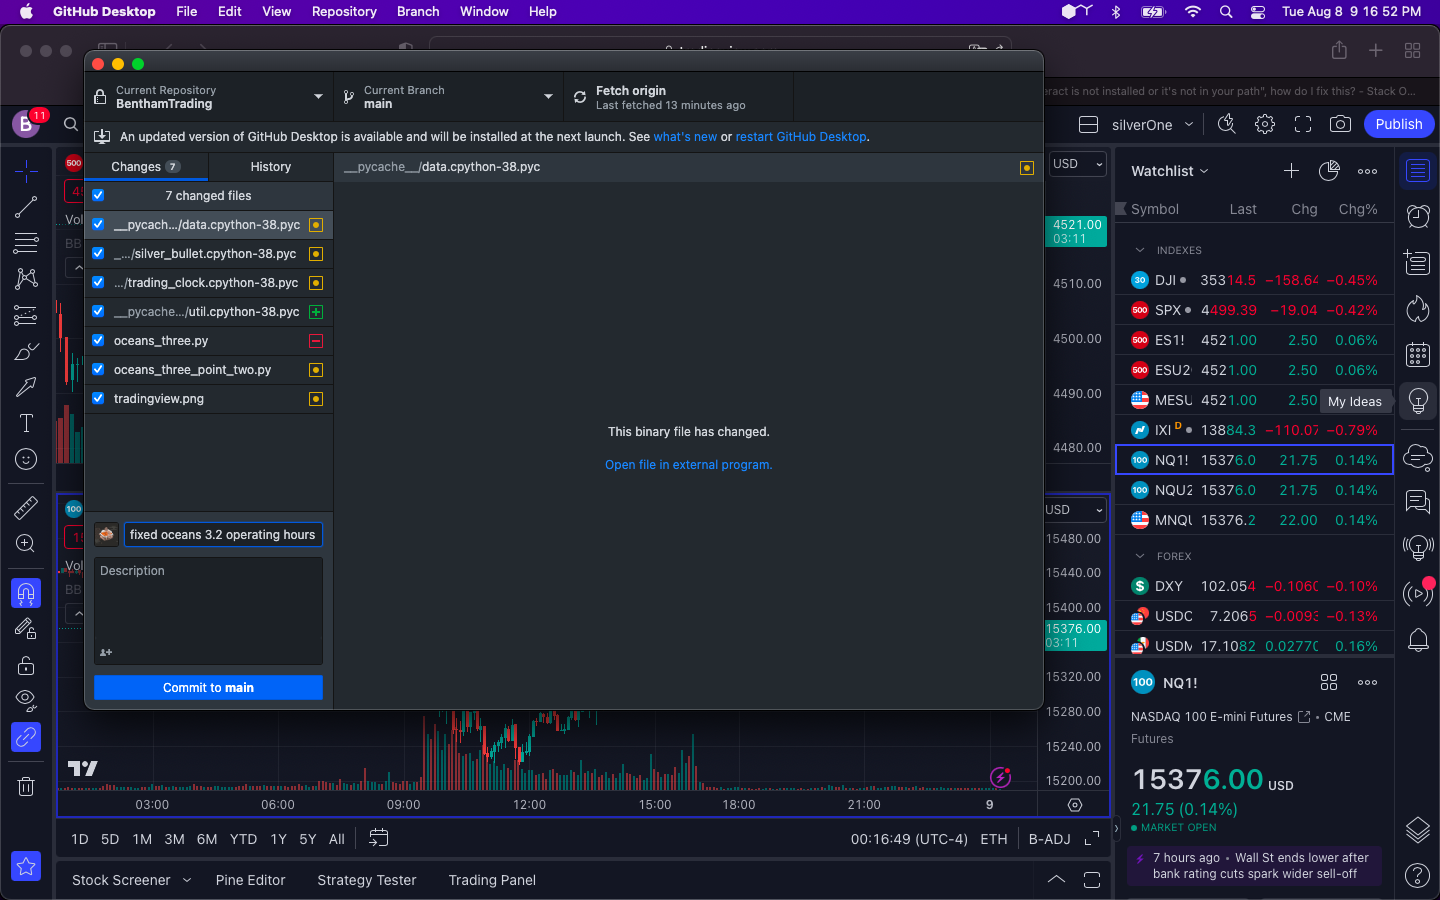 GitHub Desktop File Edit View Repository Branch Window Help
Tue Aug 8 9 16 52 PM
Current Repository
BenthamTrading
Current Branch
main
Fetch origin
Last fetched 13 minutes ago
eract is not installed or it's not in your path", how do I fix this? - Stack O...
B 11
silverOne
Publish
An updated version of GitHub Desktop is available and will be installed at the next launch. See what's new or restart GitHub Desktop.
Changes 7
History
__pycache__/data.cpython-38.pyc
7 changed files
__pycach.../data.cpython-38.pyc
_.../silver_bullet.cpython-38.pyc
.../trading_clock.cpython-38.pyc
__pycache.../util.cpython-38.pyc
oceans_three.py
oceans_three_point_two.py
tradingview.png
This binary file has changed.
Open file in external program.
fixed oceans 3.2 operating hours
Description
Commit to main
500
Vol
BB
100
Vol
BB
USD
4521.00
03:11
4510.00
4500.00
4490.00
4480.00
USD
15480.00
15440.00
15400.00
15376.00
03:11
15320.00
15280.00
15240.00
15200.00
03:00 06:00 09:00 12:00 15:00 18:00 21:00 9
1D 5D 1M 3M 6M YTD 1Y 5Y All
00:16:49 (UTC-4) ETH B-ADJ
Stock Screener Pine Editor Strategy Tester Trading Panel
Watchlist
Symbol Last Chg Chg%
INDEXES
30 DJI 35314.5 −158.64 −0.45%
500 SPX 4499.39 −19.04 −0.42%
500 ES1! 4521.00 2.50 0.06%
500 ESU2 4521.00 2.50 0.06%
MESU 4521.00 2.50
My Ideas
IXI D 13884.3 −110.07 −0.79%
100 NQ1! 15376.0 21.75 0.14%
100 NQU2 15376.0 21.75 0.14%
MNQU 15376.2 22.00 0.14%
FOREX
$ DXY 102.054 −0.106 −0.10%
USDC 7.2065 −0.0093 −0.13%
USDM 17.1082 0.02770 0.16%
100 NQ1!
NASDAQ 100 E-mini Futures • CME
Futures
15376.00 USD
21.75 (0.14%)
MARKET OPEN
7 hours ago • Wall St ends lower after
bank rating cuts spark wider sell-off